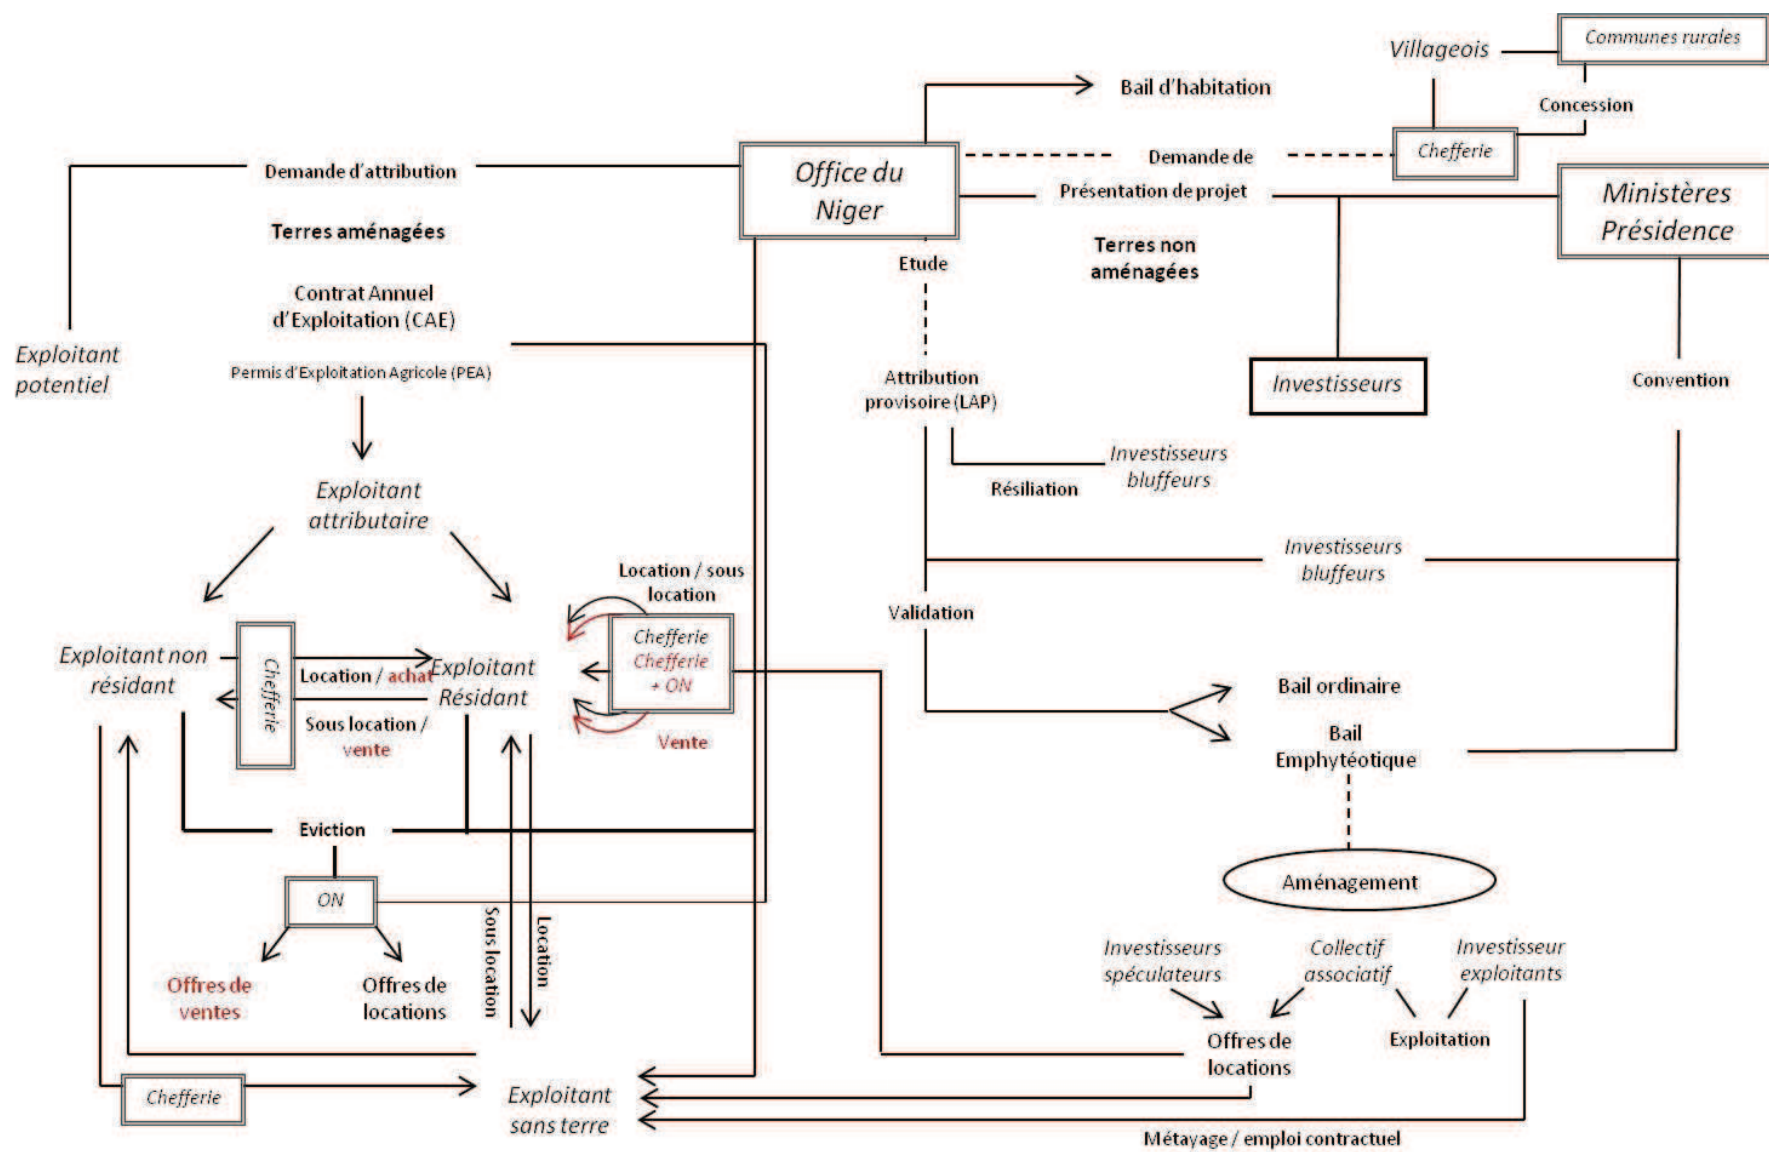 Communes rurales
Villageois
Bail d'habitation
Concession
Chefferie
Demande d'attribution
Office du
Niger
Demande de
Présentation de projet
Ministères
Présidence
Terres aménagées
Terres non
aménagées
Etude
Contrat Annuel
d'Exploitation (CAE)
Exploitant
potentiel
Permis d'Exploitation Agricole (PEA)
Attribution
provisoire (LAP)
Investisseurs
Convention
Investisseurs
bluffeurs
Résiliation
Exploitant
attributaire
Investisseurs
bluffeurs
Location / sous
location
Validation
Exploitant non
résidant
Chefferie
Location / achat
Sous location /
vente
Exploitant
Résidant
Chefferie
Chefferie
+ ON
Vente
Bail ordinaire
Bail
Emphytéotique
Eviction
ON
Aménagement
Offres de
ventes
Offres de
locations
Sous location
Location
Investisseurs
spéculateurs
Collectif
associatif
Investisseur
exploitants
Offres de
locations
Exploitation
Chefferie
Exploitant
sans terre
Métayage / emploi contractuel